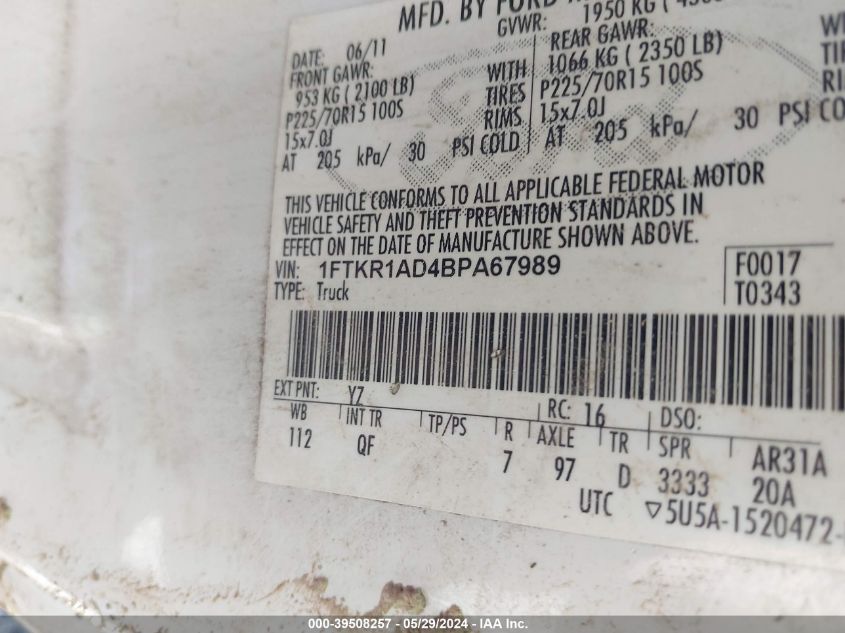 MFD. BY FORD
DATE: 06/11 GVWR: 1950 KG
FRONT GAWR: REAR GAWR:
953 KG ( 2100 LB) WITH 1066 KG ( 2350 LB)
P225/70R15 100S TIRES P225/70R15 100S
15x7.0J RIMS 15x7.0J
AT 205 kPa/ 30 PSI COLD AT 205 kPa/ 30 PSI CO
THIS VEHICLE CONFORMS TO ALL APPLICABLE FEDERAL MOTOR
VEHICLE SAFETY AND THEFT PREVENTION STANDARDS IN
EFFECT ON THE DATE OF MANUFACTURE SHOWN ABOVE.
VIN: 1FTKR1AD4BPA67989 F0017
TYPE: Truck T0343
EXT PNT: YZ RC: 16 DSO:
WB INT TR TP/PS R AXLE TR SPR AR31A
112 QF 7 97 D 3333 20A
UTC ▽5U5A-1520472-
000-39508257 - 05/29/2024 - IAA Inc.